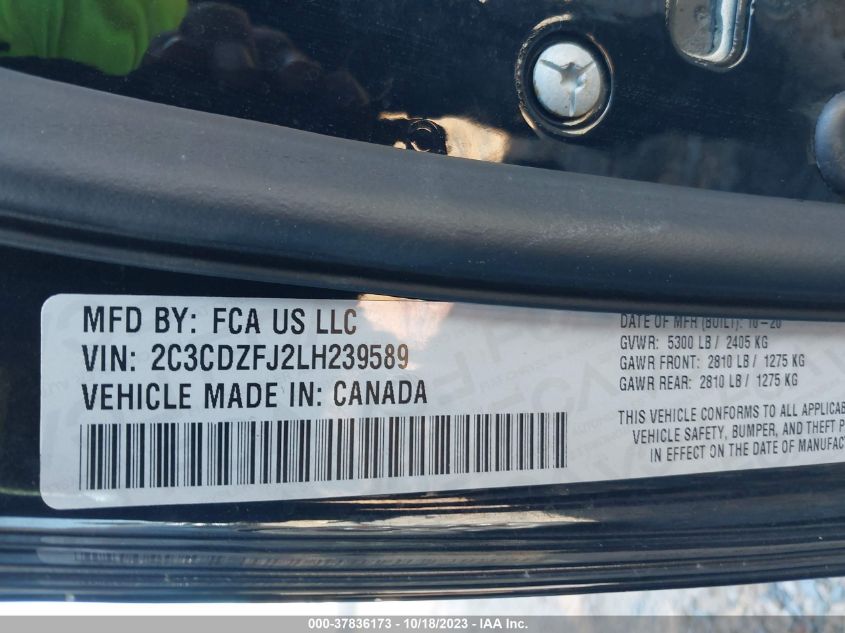 MFD BY: FCA US LLC
VIN: 2C3CDZFJ2LH239589
VEHICLE MADE IN: CANADA
DATE OF MFR (BUILT): 10-20
GVWR: 5300 LB / 2405 KG
GAWR FRONT: 2810 LB / 1275 KG
GAWR REAR: 2810 LB / 1275 KG
THIS VEHICLE CONFORMS TO ALL APPLICAB
VEHICLE SAFETY, BUMPER, AND THEFT P
IN EFFECT ON THE DATE OF MANUFAC
000-37836173 - 10/18/2023 - IAA Inc.